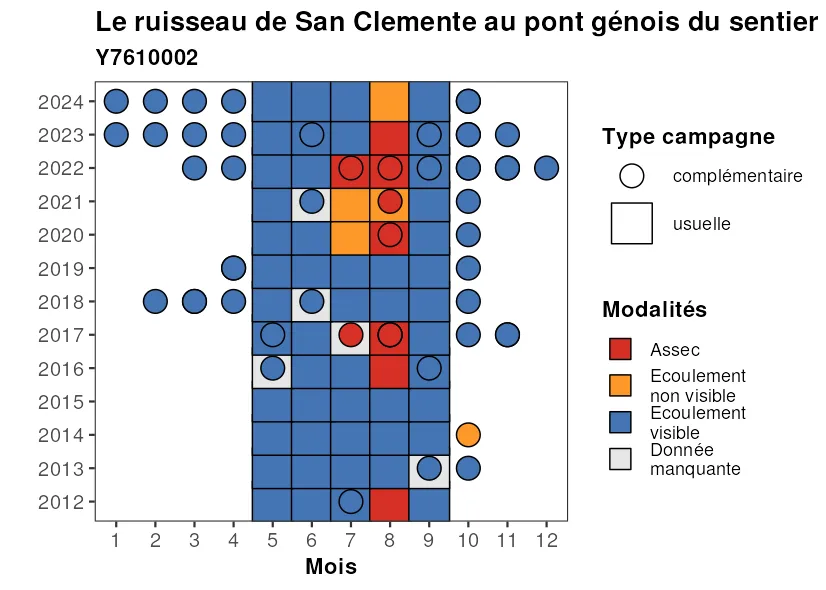 Le ruisseau de San Clemente au pont génois du sentier
Y7610002
2024
2023
2022
2021
2020
2019
2018
2017
2016
2015
2014
2013
2012
1 2 3 4 5 6 7 8 9 10 11 12
Mois
Type campagne
complémentaire
usuelle
Modalités
Assec
Ecoulement
non visible
Ecoulement
visible
Donnée
manquante